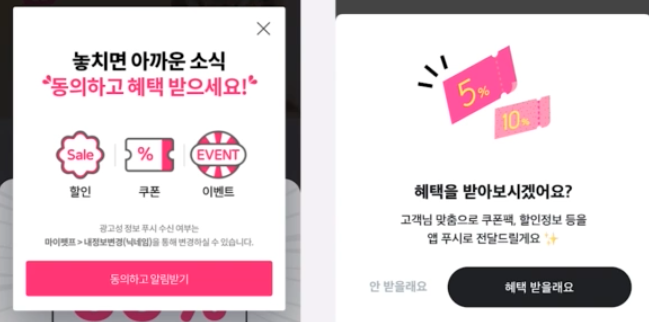 놓치면 아까운 소식
동의하고 혜택 받으세요!
Sale
%
EVENT
할인
쿠폰
이벤트
광고성 정보 푸시 수신 여부는
마이펫프 > 내정보변경(닉네임)을 통해 변경하실 수 있습니다.
동의하고 알림받기
5%
10%
혜택을 받아보시겠어요?
고객님 맞춤으로 쿠폰팩, 할인정보 등을
앱 푸시로 전달드릴게요 ✨
안 받을래요
혜택 받을래요